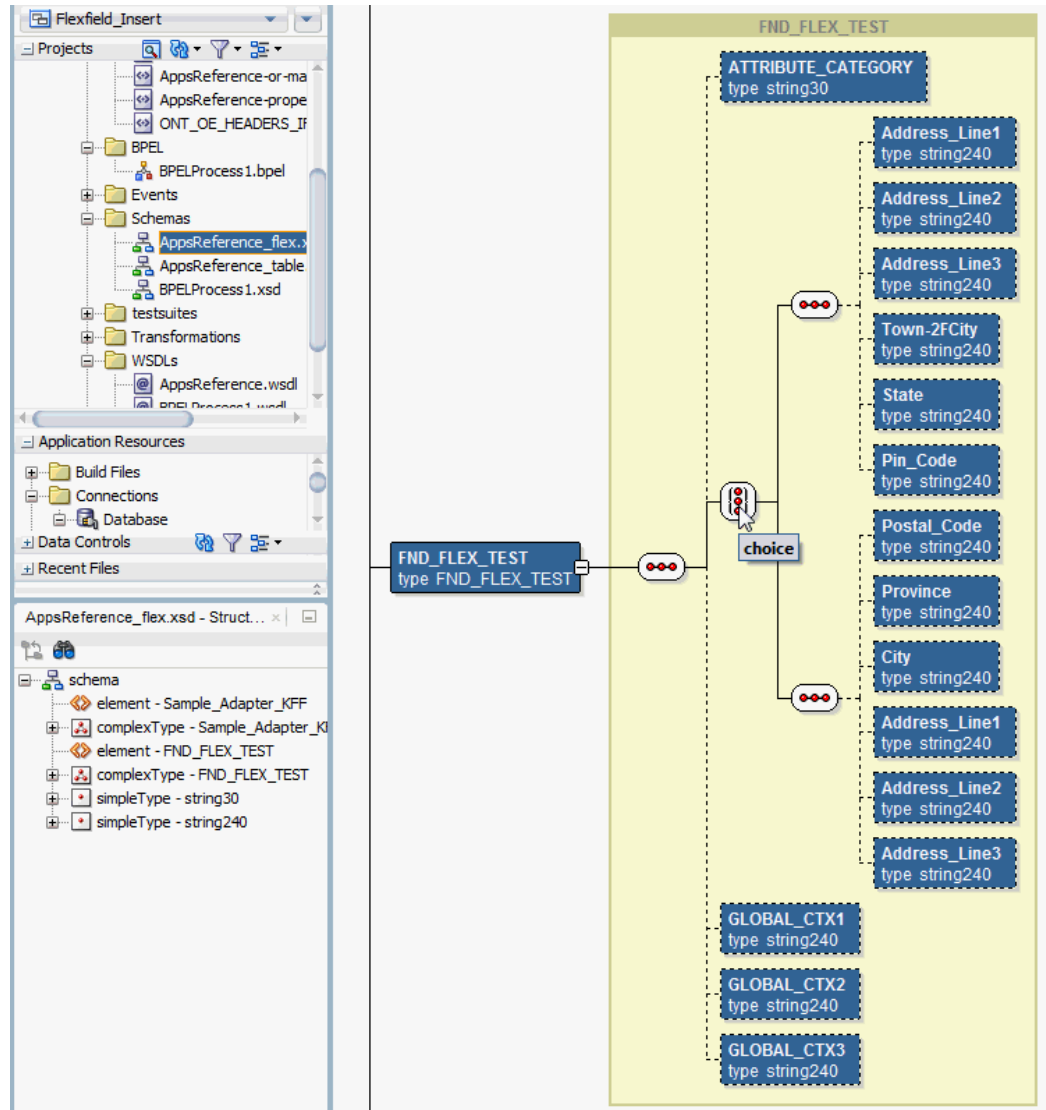 Flexfield_Insert
Projects
AppsReference-or-ma
AppsReference-prope
ONT_OE_HEADERS_IF
BPEL
BPELProcess1.bpel
Events
Schemas
AppsReference_flex.x
AppsReference_table
BPELProcess1.xsd
testsuites
Transformations
WSDLs
AppsReference.wsdl
BPELProcess1.wsdl
Application Resources
Build Files
Connections
Database
Data Controls
Recent Files
AppsReference_flex.xsd - Struct...
schema
element - Sample_Adapter_KFF
complexType - Sample_Adapter_KF
element - FND_FLEX_TEST
complexType - FND_FLEX_TEST
simpleType - string30
simpleType - string240
FND_FLEX_TEST
type FND_FLEX_TEST
FND_FLEX_TEST
ATTRIBUTE_CATEGORY
type string30
choice
Address_Line1
type string240
Address_Line2
type string240
Address_Line3
type string240
Town-2FCity
type string240
State
type string240
Pin_Code
type string240
Postal_Code
type string240
Province
type string240
City
type string240
Address_Line1
type string240
Address_Line2
type string240
Address_Line3
type string240
GLOBAL_CTX1
type string240
GLOBAL_CTX2
type string240
GLOBAL_CTX3
type string240